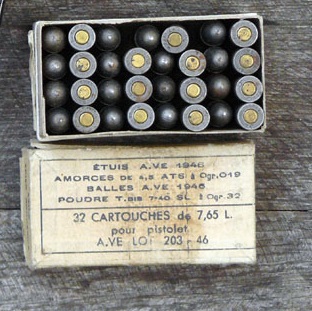 ÉTUIS A.VE 1946
AMORCES de 4,5 ATS à 0gr.019
BALLES A.VE 1946
POUDRE T.bis 7·40 SL à 0gr.32
32 CARTOUCHES de 7,65 L.
pour pistolet
A.VE LOT 203 - 46